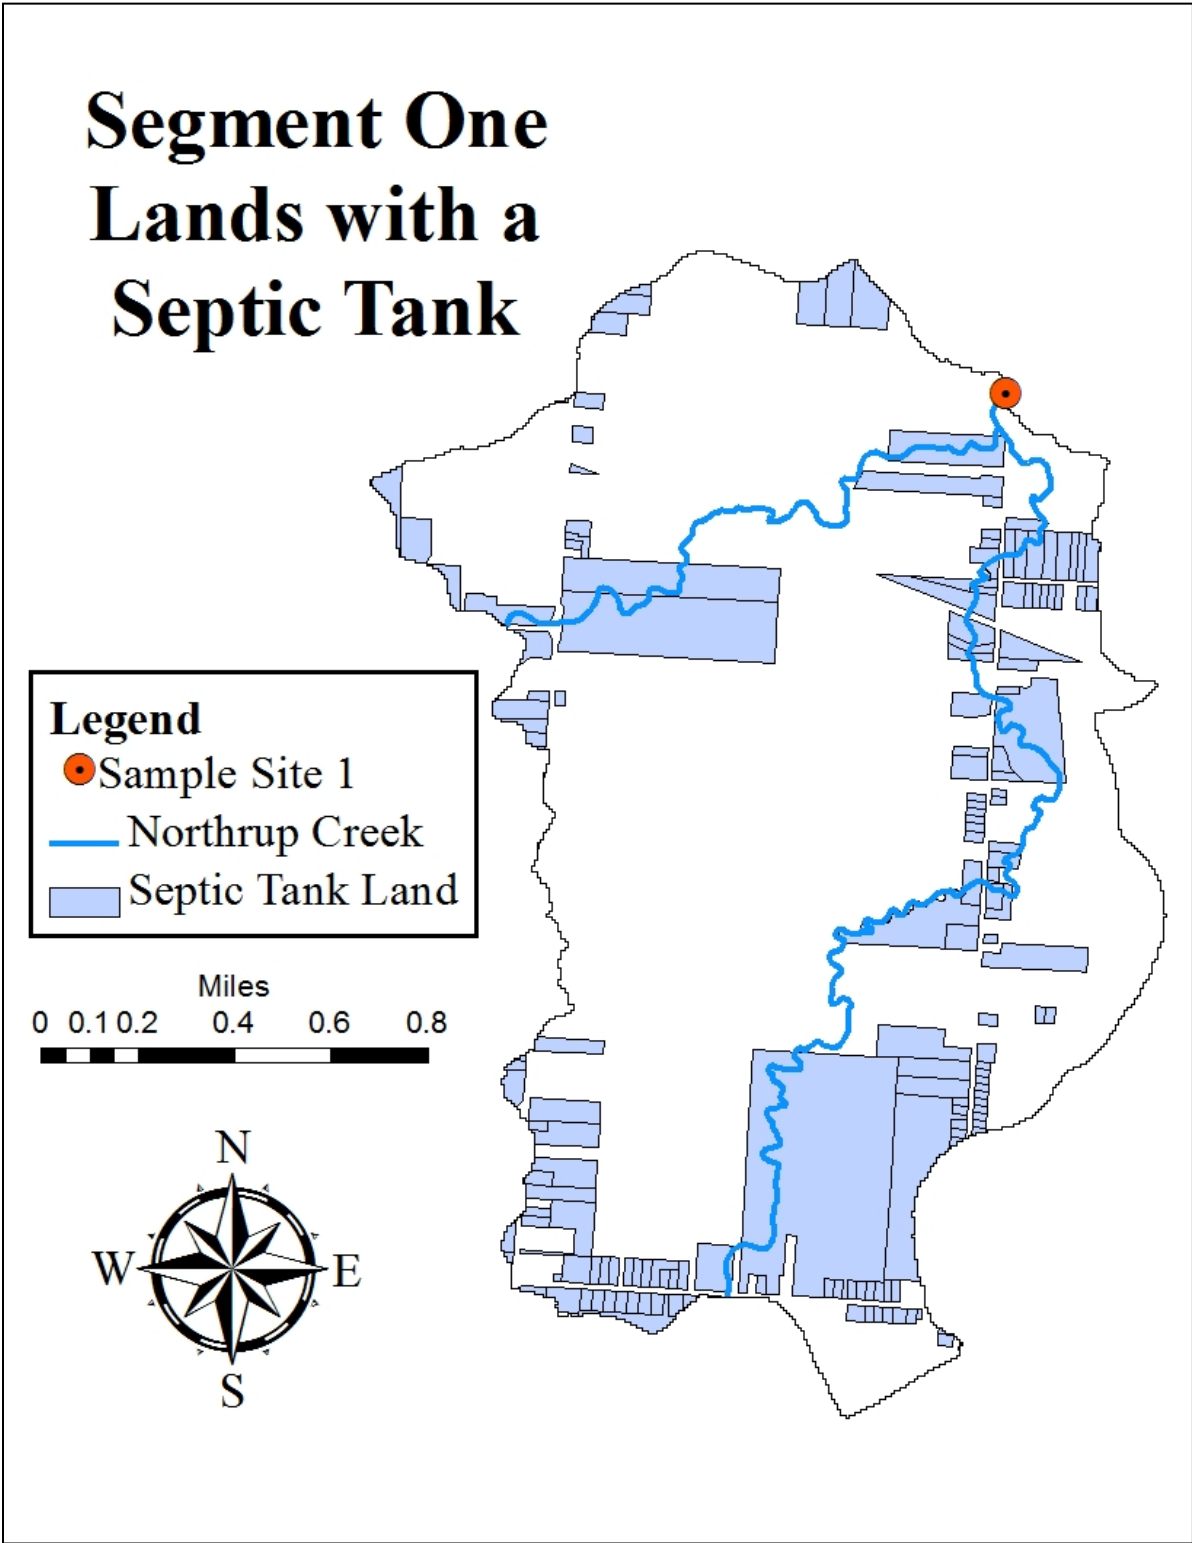 Segment One
Lands with a
Septic Tank
Legend
Sample Site 1
Northrup Creek
Septic Tank Land
Miles
0 0.1 0.2 0.4 0.6 0.8
N
W E
S